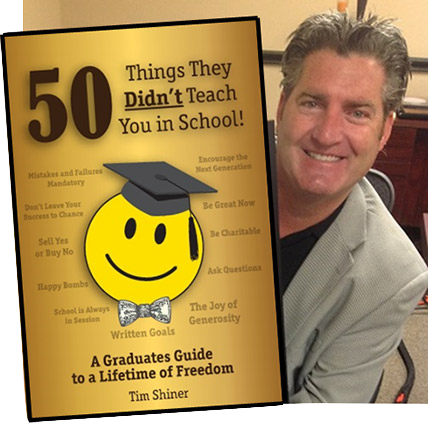 50 Things They
Didn't Teach
You in School!
Mistakes and Failures
Mandatory
Encourage the
Next Generation
Don't Leave Your
Success to Chance
Be Great Now
Sell Yes
or Buy No
Be Charitable
Happy Bombs
Ask Questions
School is Always
in Session
The Joy of
Generosity
Written Goals
A Graduates Guide
to a Lifetime of Freedom
Tim Shiner